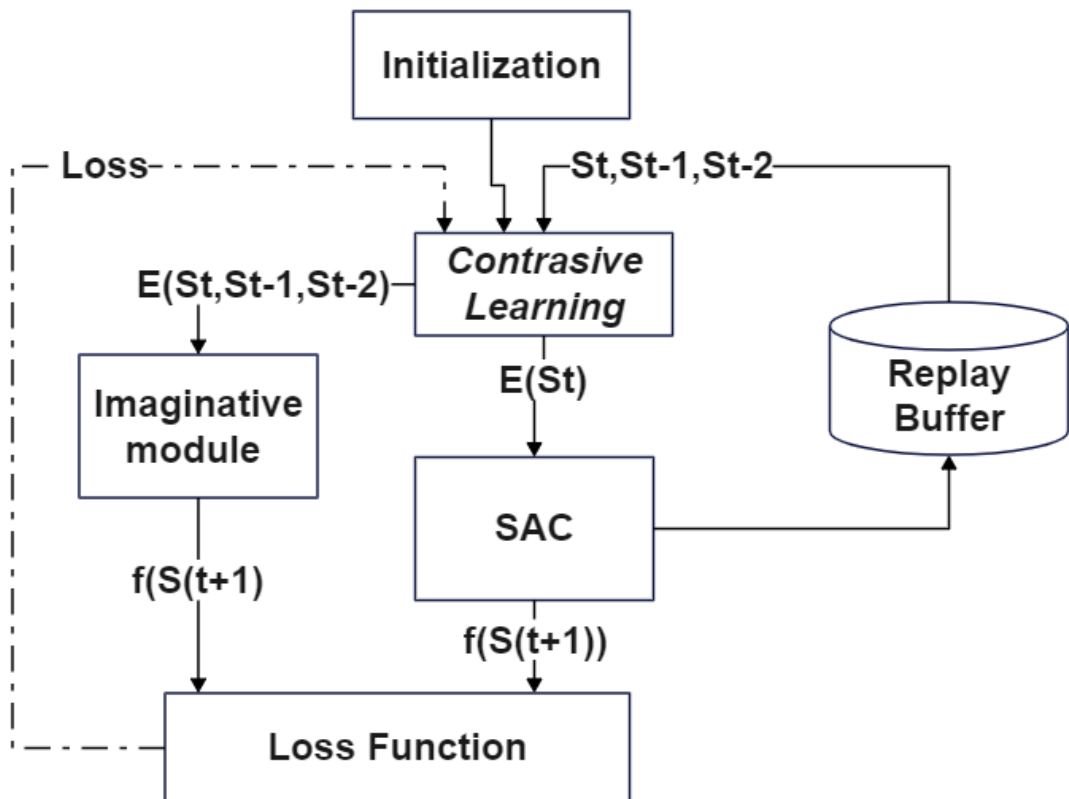 Initialization
Loss
St,St-1,St-2
Contrasive
Learning
E(St,St-1,St-2)
E(St)
Replay
Buffer
Imaginative
module
SAC
f(S(t+1)
f(S(t+1))
Loss Function